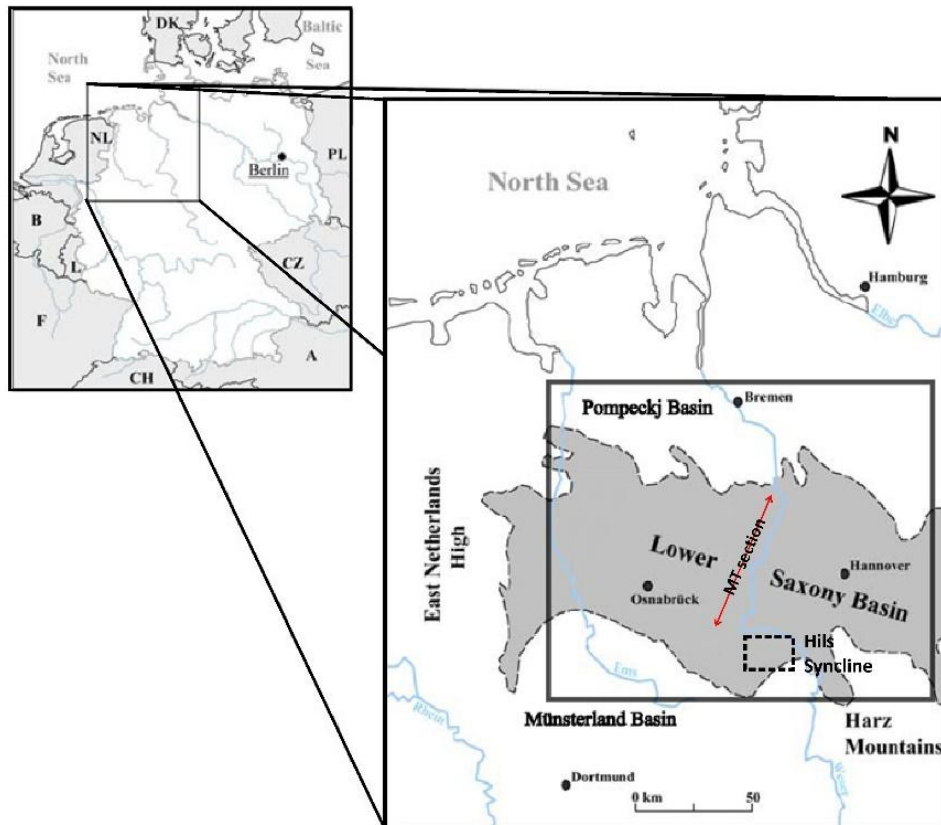 DK
Baltic
Sea
North
Sea
NL
PL
Berlin
B
L
CZ
F
A
CH
N
North Sea
Hamburg
Elbe
Pompeckj Basin
Bremen
East Netherlands
High
MT section
Lower
Saxony Basin
Hannover
Osnabrück
Hils
Syncline
Ems
Rhein
Münsterland Basin
Harz
Mountains
Weser
Dortmund
0 km 50